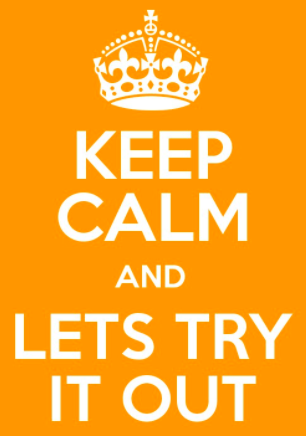 KEEP
CALM
AND
LETS TRY
IT OUT